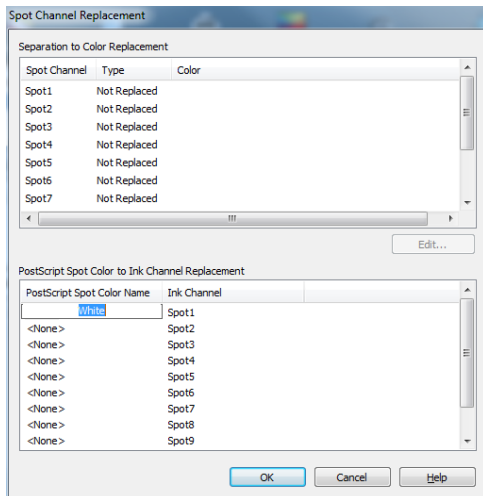 Spot Channel Replacement
Separation to Color Replacement
Spot Channel Type Color
Spot1 Not Replaced
Spot2 Not Replaced
Spot3 Not Replaced
Spot4 Not Replaced
Spot5 Not Replaced
Spot6 Not Replaced
Spot7 Not Replaced
Edit...
PostScript Spot Color to Ink Channel Replacement
PostScript Spot Color Name Ink Channel
White Spot1
<None> Spot2
<None> Spot3
<None> Spot4
<None> Spot5
<None> Spot6
<None> Spot7
<None> Spot8
<None> Spot9
OK Cancel Help